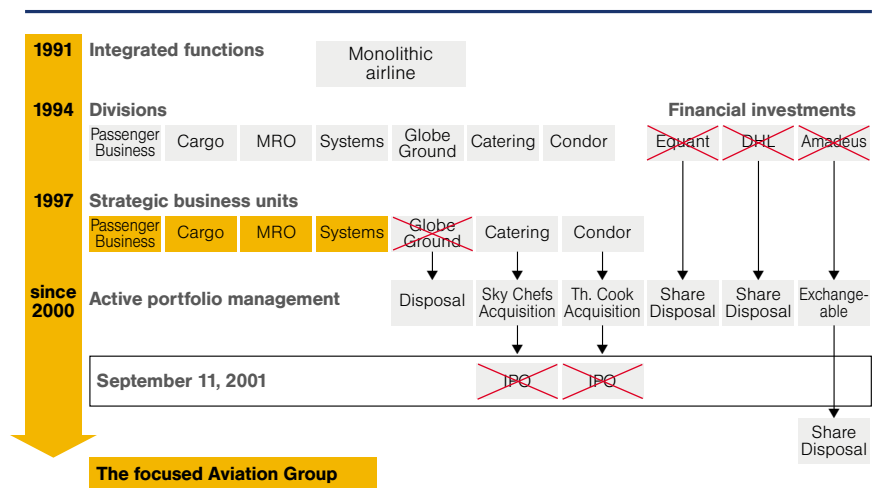 1991 Integrated functions
Monolithic
airline
1994 Divisions
Financial investments
Passenger
Business
Cargo
MRO
Systems
Globe
Ground
Catering
Condor
Equant
DHL
Amadeus
1997 Strategic business units
Passenger
Business
Cargo
MRO
Systems
Globe
Ground
Catering
Condor
since
2000
Active portfolio management
Disposal
Sky Chefs
Acquisition
Th. Cook
Acquisition
Share
Disposal
Share
Disposal
Exchange-
able
September 11, 2001
IPO
IPO
Share
Disposal
The focused Aviation Group